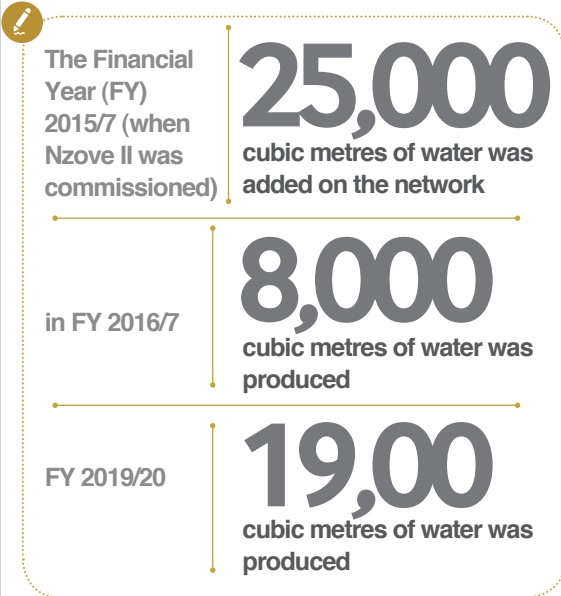 The Financial
Year (FY)
2015/7 (when
Nzove II was
commissioned)
25,000
cubic metres of water was
added on the network
in FY 2016/7
8,000
cubic metres of water was
produced
FY 2019/20
19,00
cubic metres of water was
produced